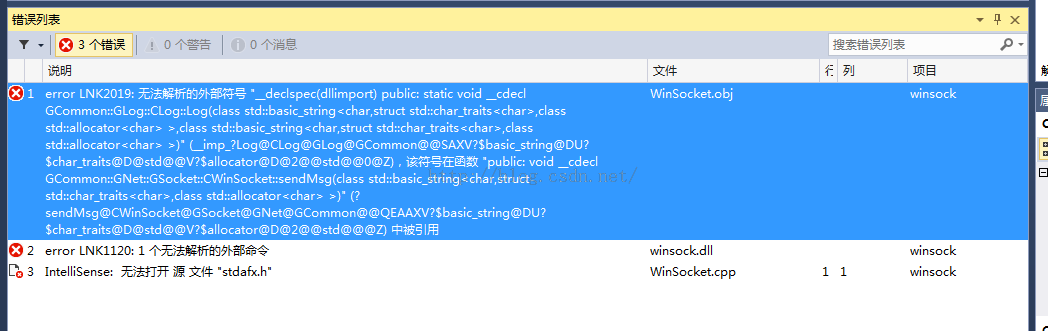 错误列表
3 个错误 0 个警告 0 个消息 搜索错误列表
说明 文件 行 列 项目
1 error LNK2019: 无法解析的外部符号 "__declspec(dllimport) public: static void __cdecl WinSocket.obj winsock
GCommon::GLog::CLog::Log(class std::basic_string<char,struct std::char_traits<char>,class
std::allocator<char> >,class std::basic_string<char,struct std::char_traits<char>,class
std::allocator<char> >)" (__imp_?Log@CLog@GLog@GCommon@@SAXV?$basic_string@DU?
$char_traits@D@std@@V?$allocator@D@2@@std@@0@Z)，该符号在函数 "public: void __cdecl
GCommon::GNet::GSocket::CWinSocket::sendMsg(class std::basic_string<char,struct
std::char_traits<char>,class std::allocator<char> >)" (?
sendMsg@CWinSocket@GSocket@GNet@GCommon@@QEAAXV?$basic_string@DU?
$char_traits@D@std@@V?$allocator@D@2@@std@@@Z) 中被引用
http://blog.csdn.net/
2 error LNK1120: 1 个无法解析的外部命令 winsock.dll winsock
3 IntelliSense: 无法打开 源 文件 "stdafx.h" WinSocket.cpp 1 1 winsock